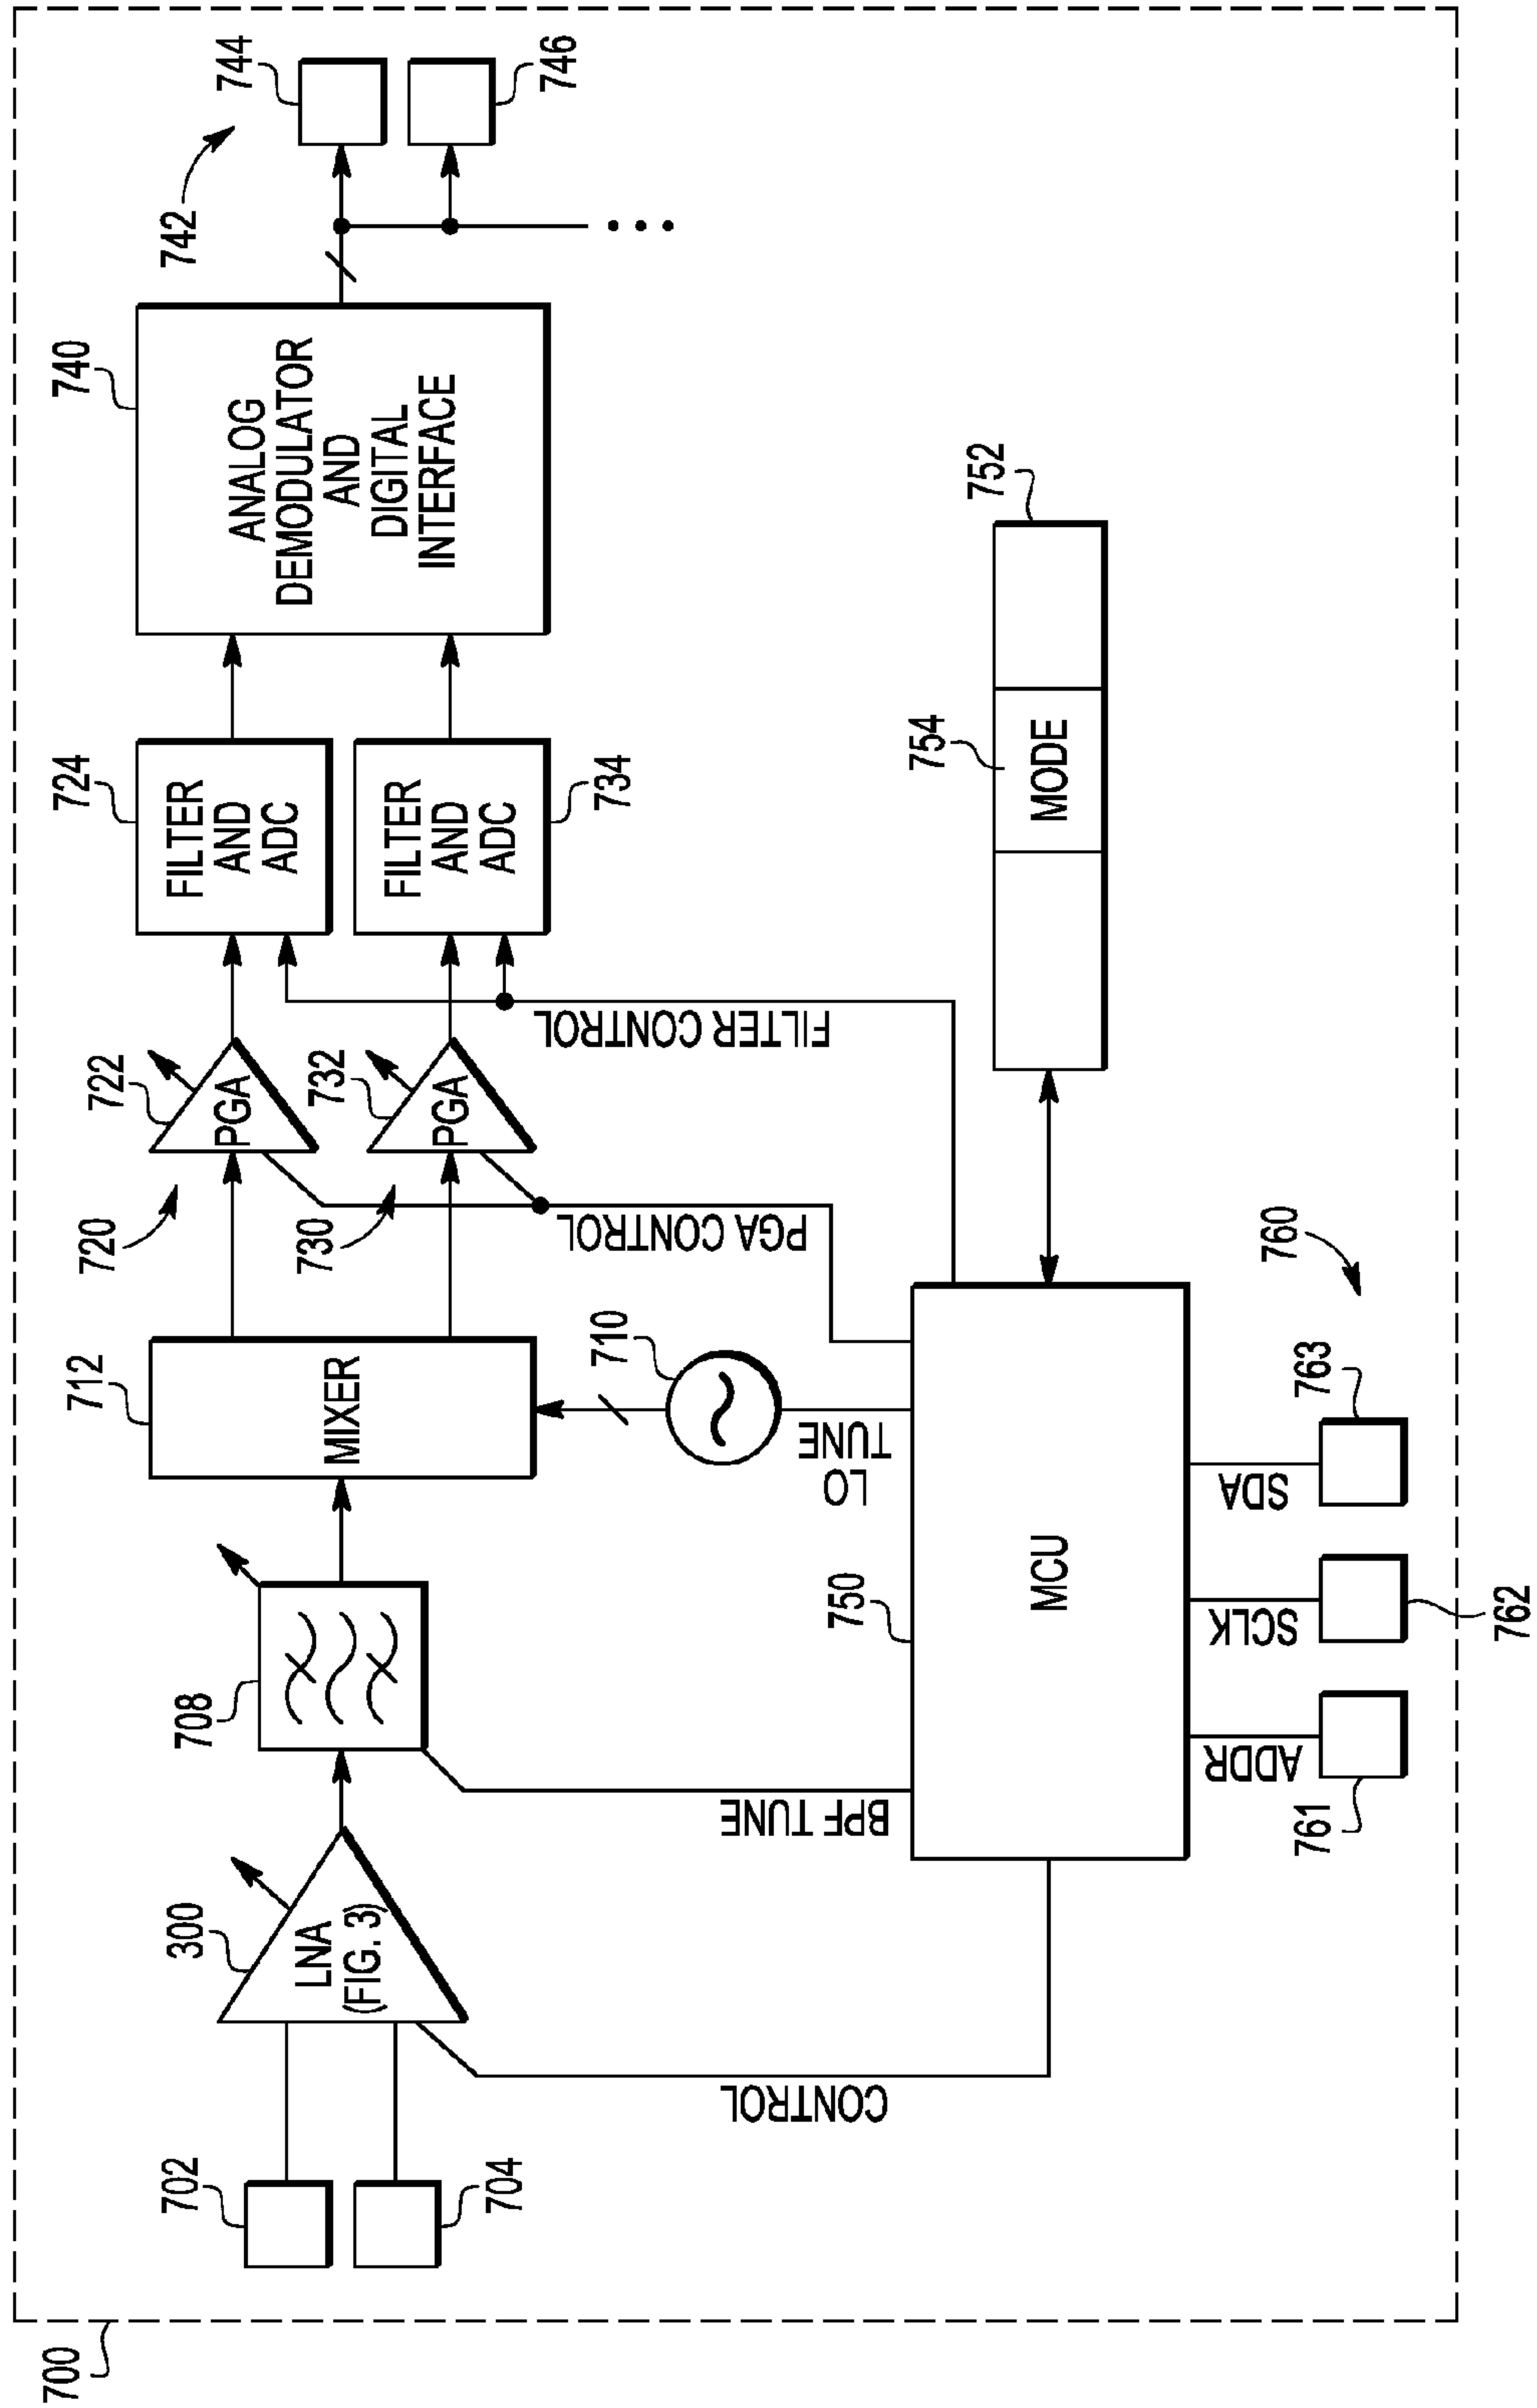 700
702
704
300
LNA
(FIG. 3)
CONTROL
708
BPF TUNE
712
MIXER
710
LO
TUNE
720
722
PGA
730
732
PGA
PGA CONTROL
FILTER CONTROL
724
FILTER
AND
ADC
734
FILTER
AND
ADC
740
ANALOG
DEMODULATOR
AND
DIGITAL
INTERFACE
742
744
746
750
MCU
752
754
MODE
760
ADDR
761
SCLK
762
SDA
763